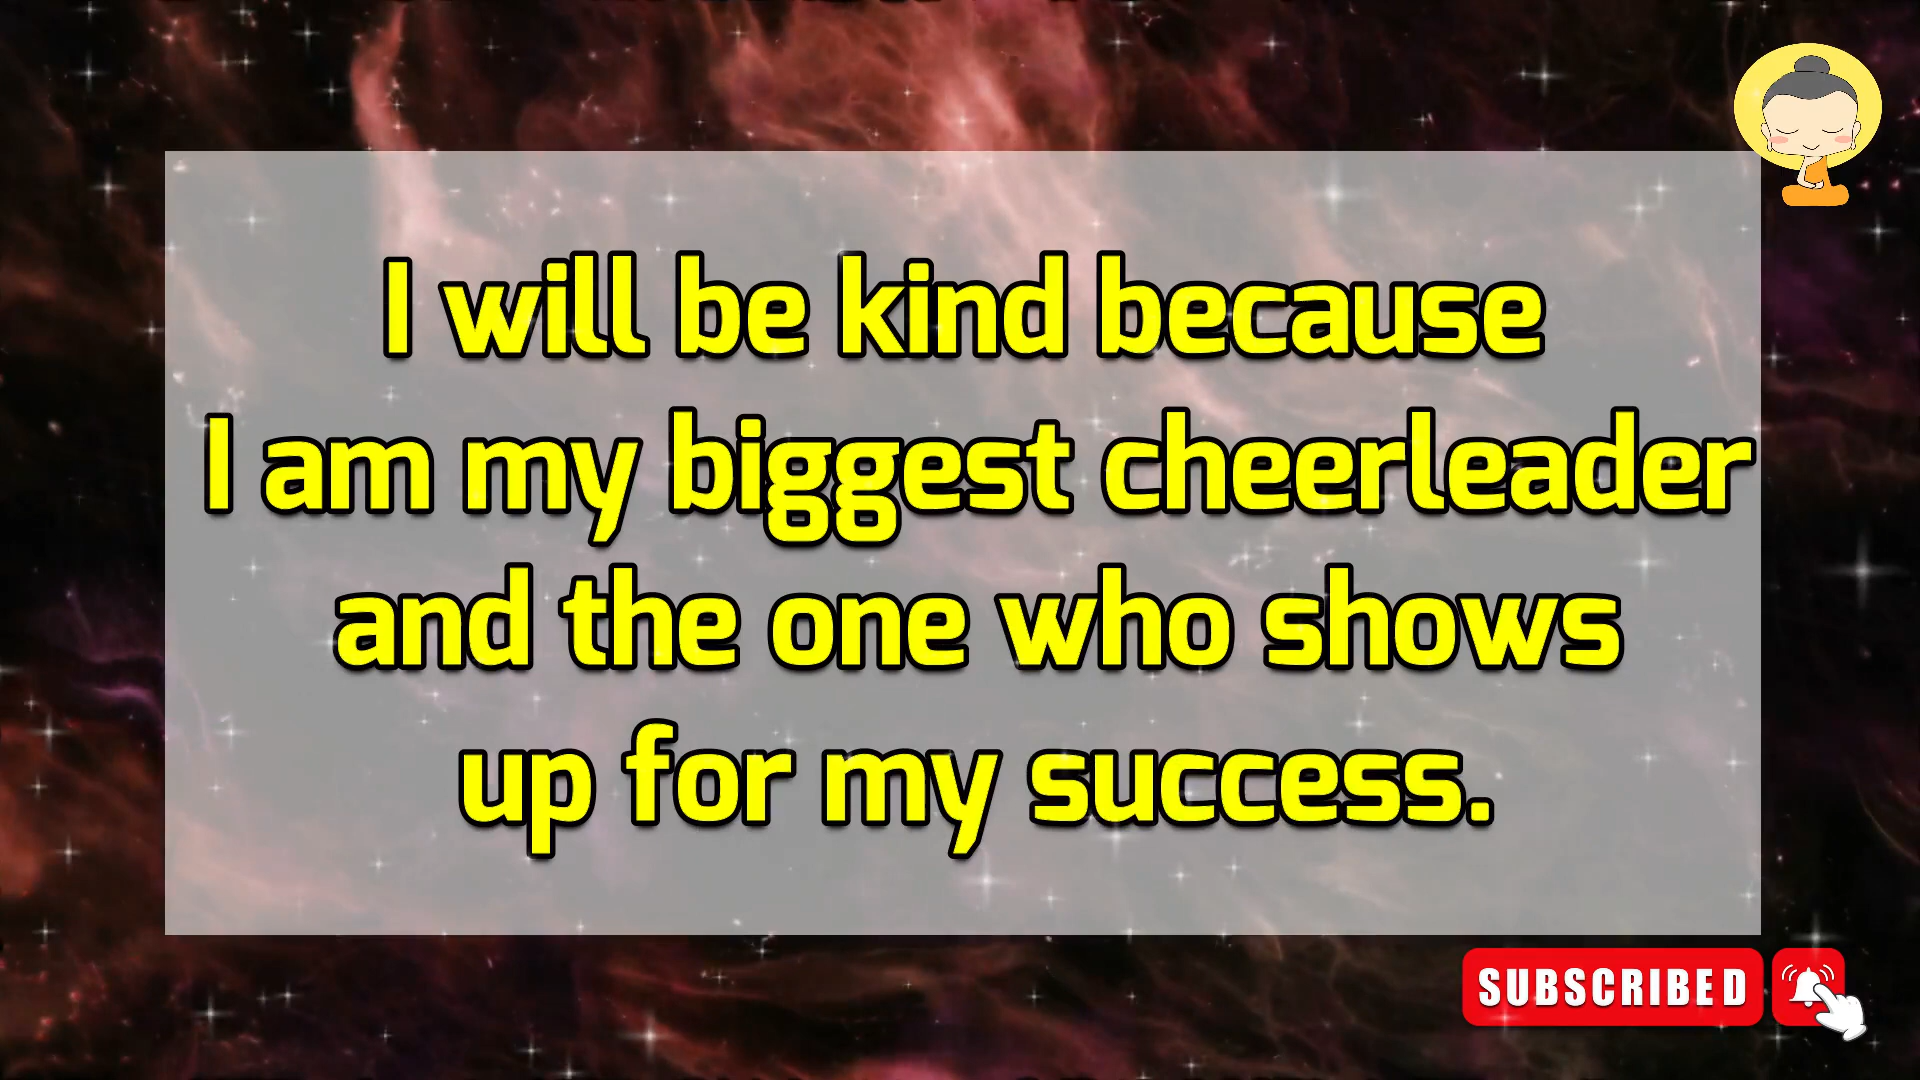 I will be kind because
I am my biggest cheerleader
and the one who shows
up for my success.
SUBSCRIBED